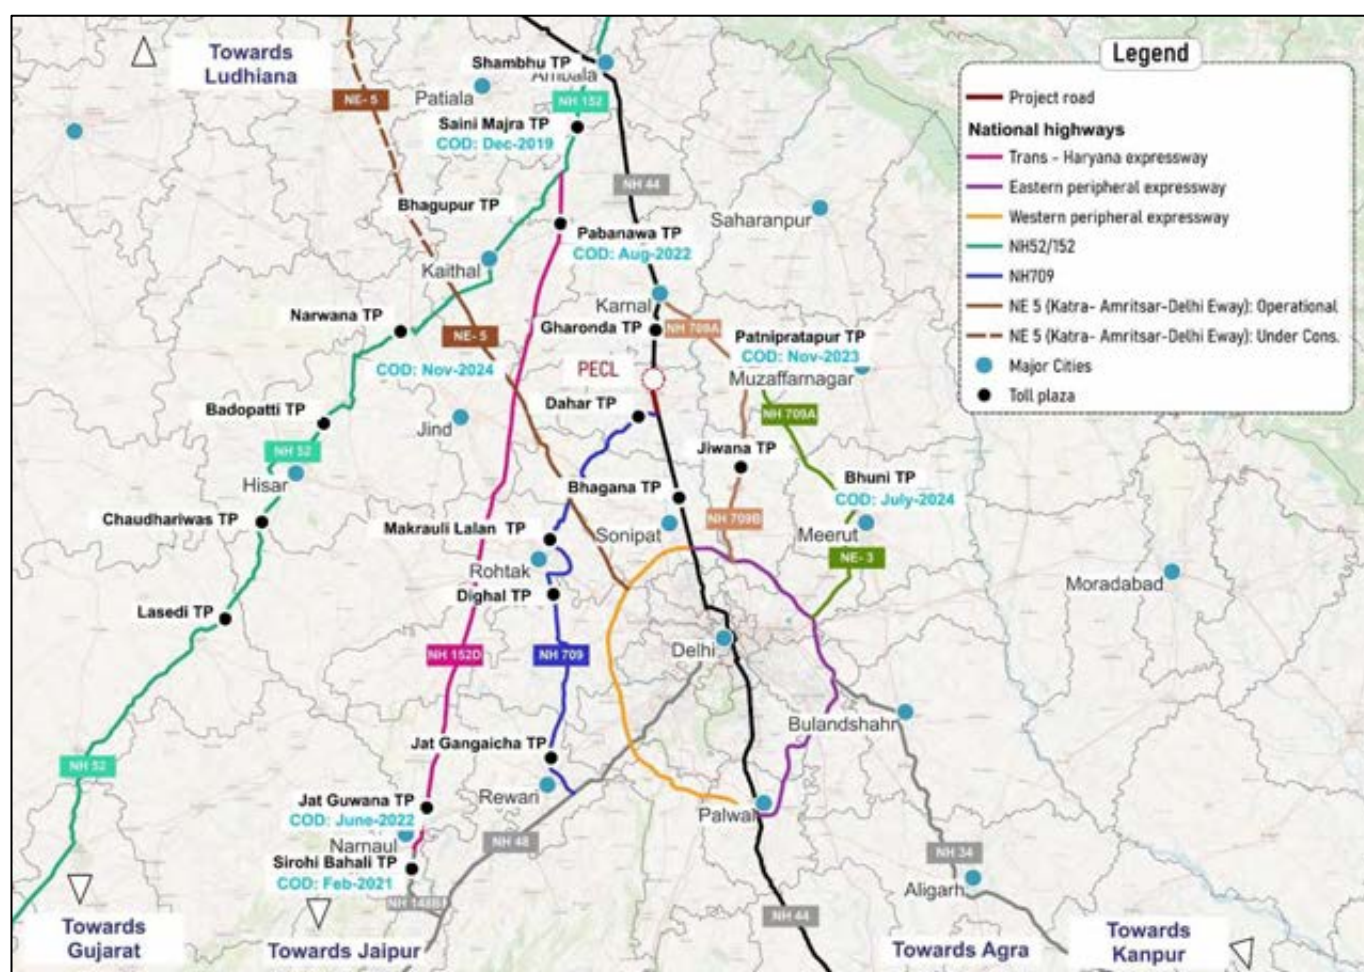 Towards
Ludhiana
Legend
Project road
National highways
Trans - Haryana expressway
Eastern peripheral expressway
Western peripheral expressway
NH52/152
NH709
NE 5 (Katra- Amritsar-Delhi Eway): Operational
NE 5 (Katra- Amritsar-Delhi Eway): Under Cons.
Major Cities
Toll plaza
Shambhu TP
Ambala
Patiala
NE- 5
NH 152
Saini Majra TP
COD: Dec-2019
NH 44
Bhagupur TP
Saharanpur
Pabanawa TP
COD: Aug-2022
Kaithal
Karnal
Narwana TP
Gharonda TP
NH 709A
NE- 5
Patnipratapur TP
COD: Nov-2023
COD: Nov-2024
PECL
Muzaffarnagar
Badopatti TP
Dahar TP
NH 709A
Jind
NH 52
Jiwana TP
Hisar
Bhuni TP
COD: July-2024
Bhagana TP
Chaudhariwas TP
Makrauli Lalan TP
Sonipat
NH 709B
Meerut
NE- 3
Rohtak
Moradabad
Dighal TP
Lasedi TP
NH 152D
NH 709
Delhi
Bulandshahr
Jat Gangaicha TP
NH 52
Rewari
Jat Guwana TP
COD: June-2022
Palwal
Narnaul
NH 48
NH 34
Sirohi Bahali TP
COD: Feb-2021
Aligarh
NH 148B
NH 44
Towards
Gujarat
Towards Jaipur
Towards Agra
Towards
Kanpur